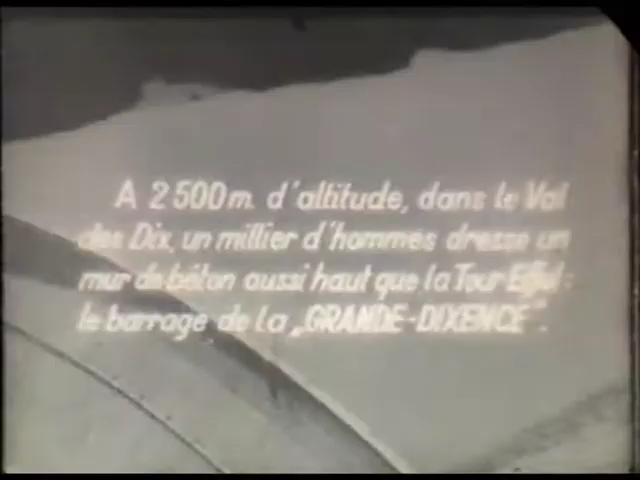 A 2500 m d'altitude, dans le Val
des Dix, un millier d'hommes dresse un
mur de béton aussi haut que la Tour Eiffel :
le barrage de la „GRANDE-DIXENCE".